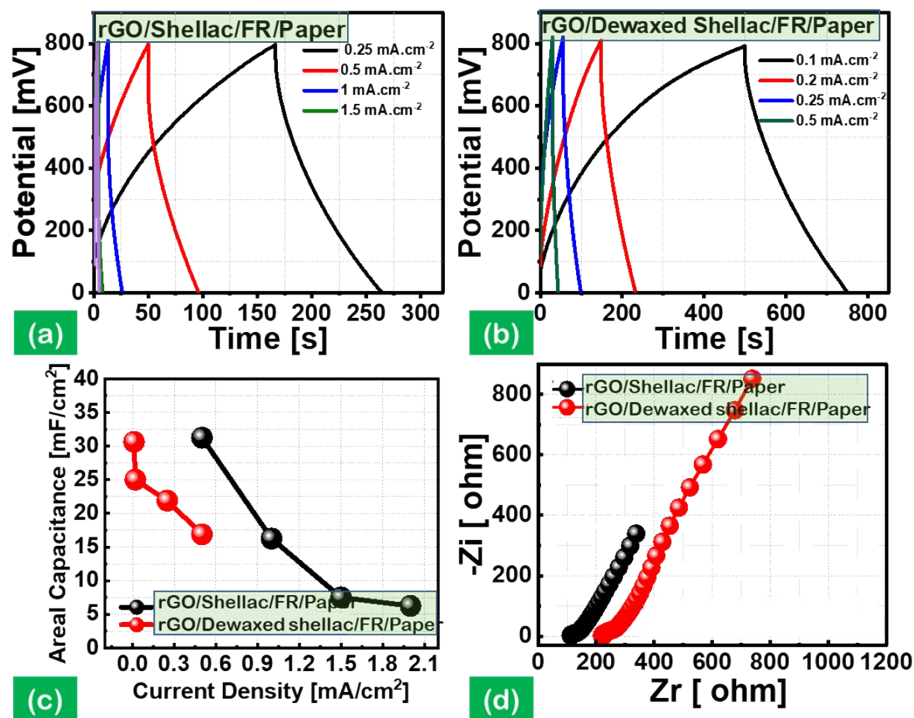 rGO/Shellac/FR/Paper
0.25 mA.cm-2
0.5 mA.cm-2
1 mA.cm-2
1.5 mA.cm-2
Potential [mV]
800
600
400
200
0
0 50 100 150 200 250 300
Time [s]
(a)
rGO/Dewaxed Shellac/FR/Paper
0.1 mA.cm-2
0.2 mA.cm-2
0.25 mA.cm-2
0.5 mA.cm-2
Potential [mV]
800
600
400
200
0
0 200 400 600 800
Time [s]
(b)
Areal Capacitance [mF/cm2]
40
35
30
25
20
15
10
5
0
rGO/Shellac/FR/Paper
rGO/Dewaxed shellac/FR/Paper
0.0 0.3 0.6 0.9 1.2 1.5 1.8 2.1
Current Density [mA/cm2]
(c)
rGO/Shellac/FR/Paper
rGO/Dewaxed shellac/FR/Paper
-Zi [ ohm]
800
600
400
200
0
0 200 400 600 800 1000 1200
Zr [ ohm]
(d)